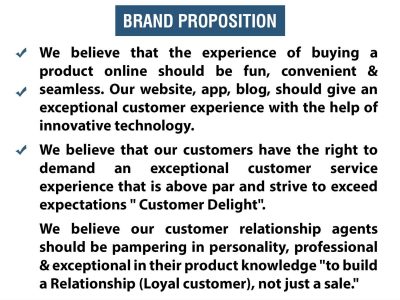 BRAND PROPOSITION
We believe that the experience of buying a
product online should be fun, convenient &
seamless. Our website, app, blog, should give an
exceptional customer experience with the help of
innovative technology.
We believe that our customers have the right to
demand an exceptional customer service
experience that is above par and strive to exceed
expectations " Customer Delight".
We believe our customer relationship agents
should be pampering in personality, professional
& exceptional in their product knowledge "to build
a Relationship (Loyal customer), not just a sale."